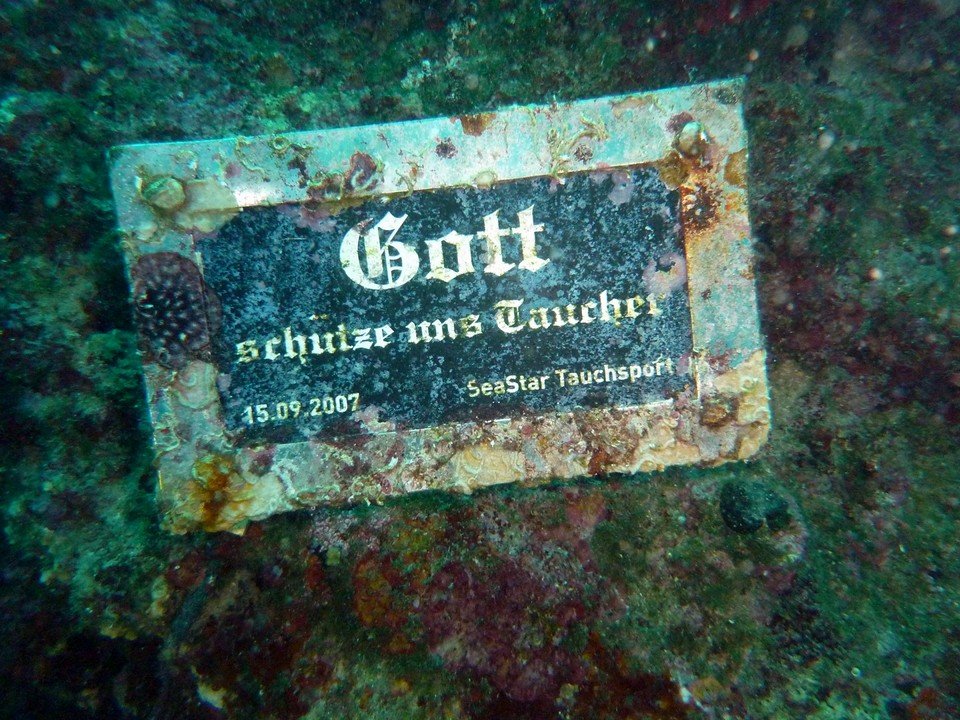 Gott
schütze uns Taucher
SeaStar Tauchsport
15.09.2007